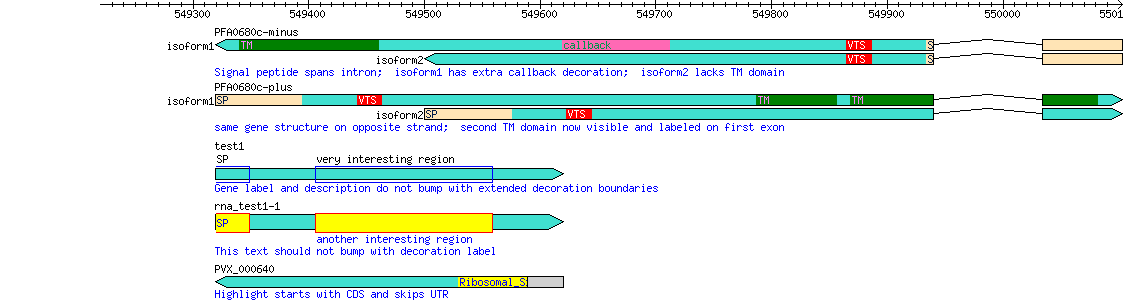 549300 549400 549500 549600 549700 549800 549900 550000 5501
PFA0680c-minus
isoform1 TM callback VTS S
isoform2 VTS S
Signal peptide spans intron; isoform1 has extra callback decoration; isoform2 lacks TM domain
PFA0680c-plus
isoform1 SP VTS TM TM
isoform2 SP VTS
same gene structure on opposite strand; second TM domain now visible and labeled on first exon
test1
SP very interesting region
Gene label and description do not bump with extended decoration boundaries
rna_test1-1
SP
another interesting region
This text should not bump with decoration label
PVX_000640
Ribosomal_S
Highlight starts with CDS and skips UTR